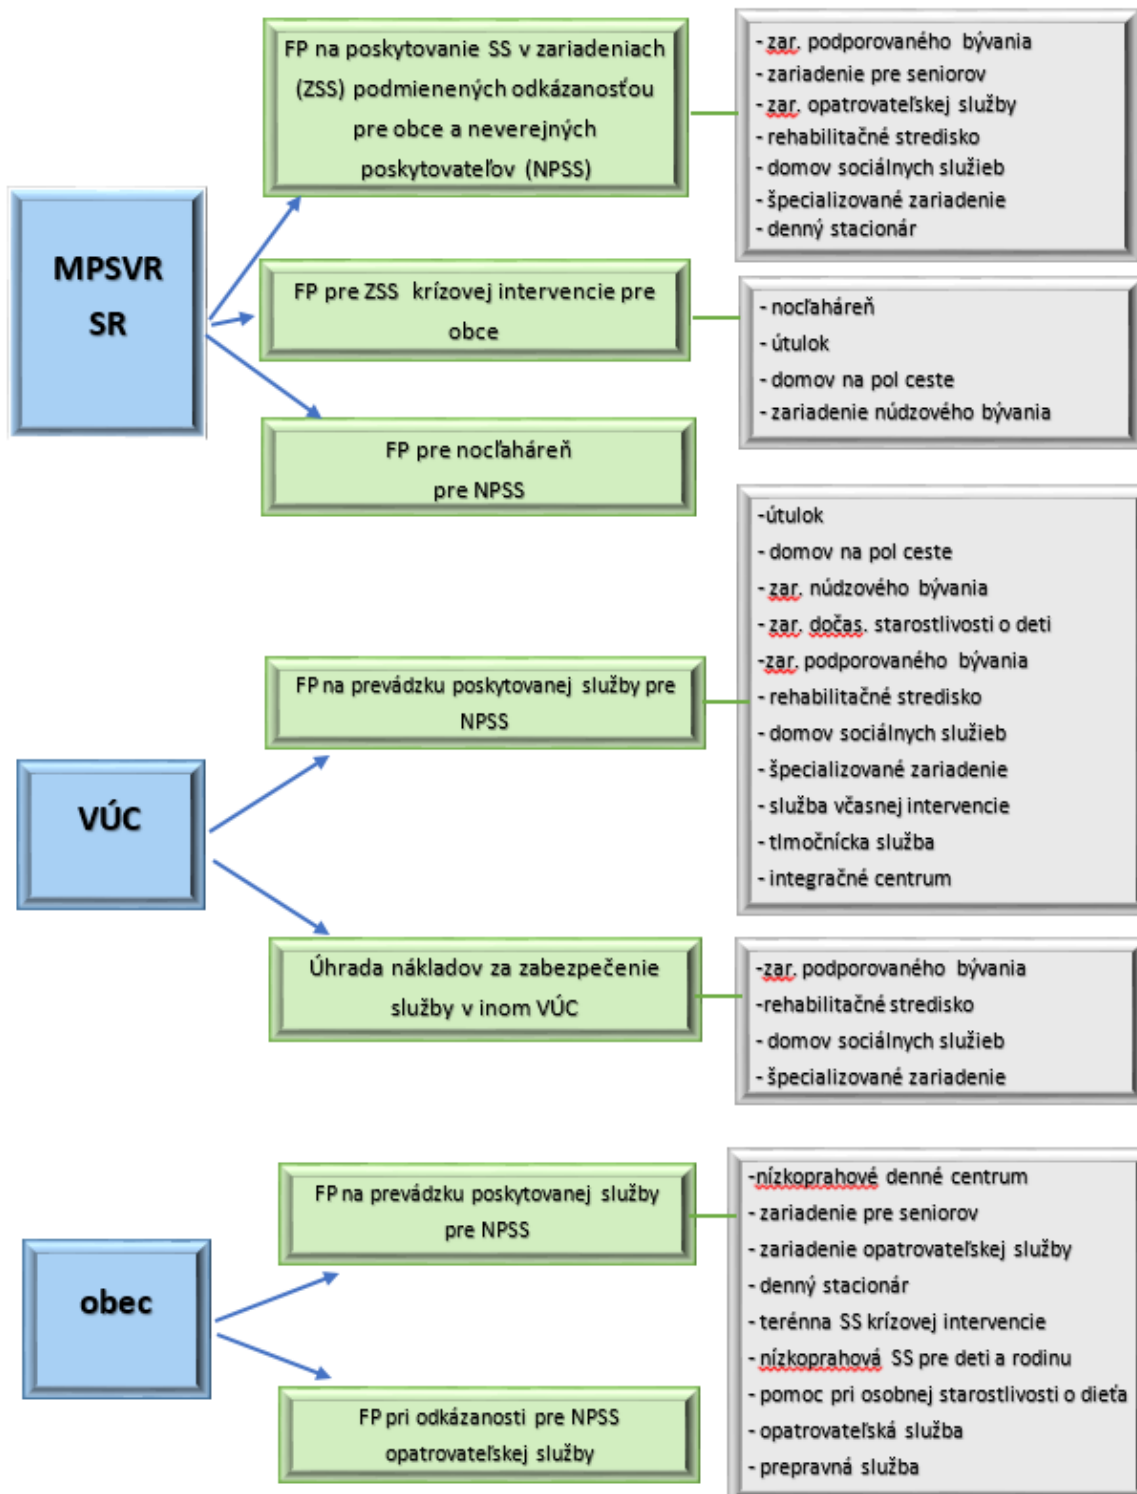 MPSVR
SR
FP na poskytovanie SS v zariadeniach
(ZSS) podmienených odkázanosťou
pre obce a neverejných
poskytovateľov (NPSS)
- zar. podporovaného bývania
- zariadenie pre seniorov
- zar. opatrovateľskej služby
- rehabilitačné stredisko
- domov sociálnych služieb
- špecializované zariadenie
- denný stacionár
FP pre ZSS krízovej intervencie pre
obce
- nocľaháreň
- útulok
- domov na pol ceste
- zariadenie núdzového bývania
FP pre nocľaháreň
pre NPSS
VÚC
FP na prevádzku poskytovanej služby pre
NPSS
-útulok
- domov na pol ceste
- zar. núdzového bývania
- zar. dočas. starostlivosti o deti
-zar. podporovaného bývania
- rehabilitačné stredisko
- domov sociálnych služieb
- špecializované zariadenie
- služba včasnej intervencie
- tlmočnícka služba
- integračné centrum
Úhrada nákladov za zabezpečenie
služby v inom VÚC
-zar. podporovaného bývania
-rehabilitačné stredisko
- domov sociálnych služieb
- špecializované zariadenie
obec
FP na prevádzku poskytovanej služby
pre NPSS
-nízkoprahové denné centrum
- zariadenie pre seniorov
- zariadenie opatrovateľskej služby
- denný stacionár
- terénna SS krízovej intervencie
- nízkoprahová SS pre deti a rodinu
- pomoc pri osobnej starostlivosti o dieťa
- opatrovateľská služba
- prepravná služba
FP pri odkázanosti pre NPSS
opatrovateľskej služby